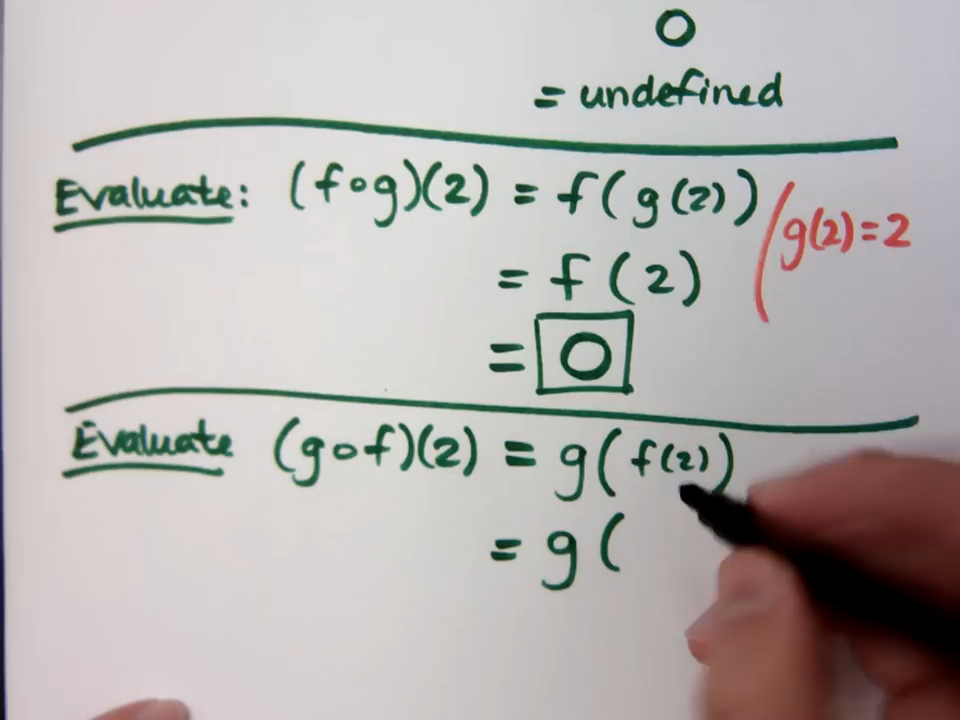 0
= undefined
Evaluate: (f∘g)(2) = f(g(2)) / g(2)=2
= f(2)
= 0
Evaluate (g∘f)(2) = g(f(2))
= g(